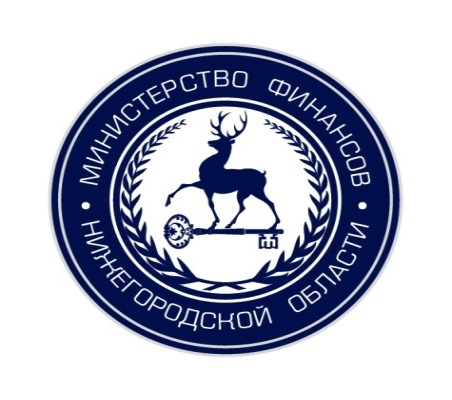 МИНИСТЕРСТВО ФИНАНСОВ
НИЖЕГОРОДСКОЙ ОБЛАСТИ